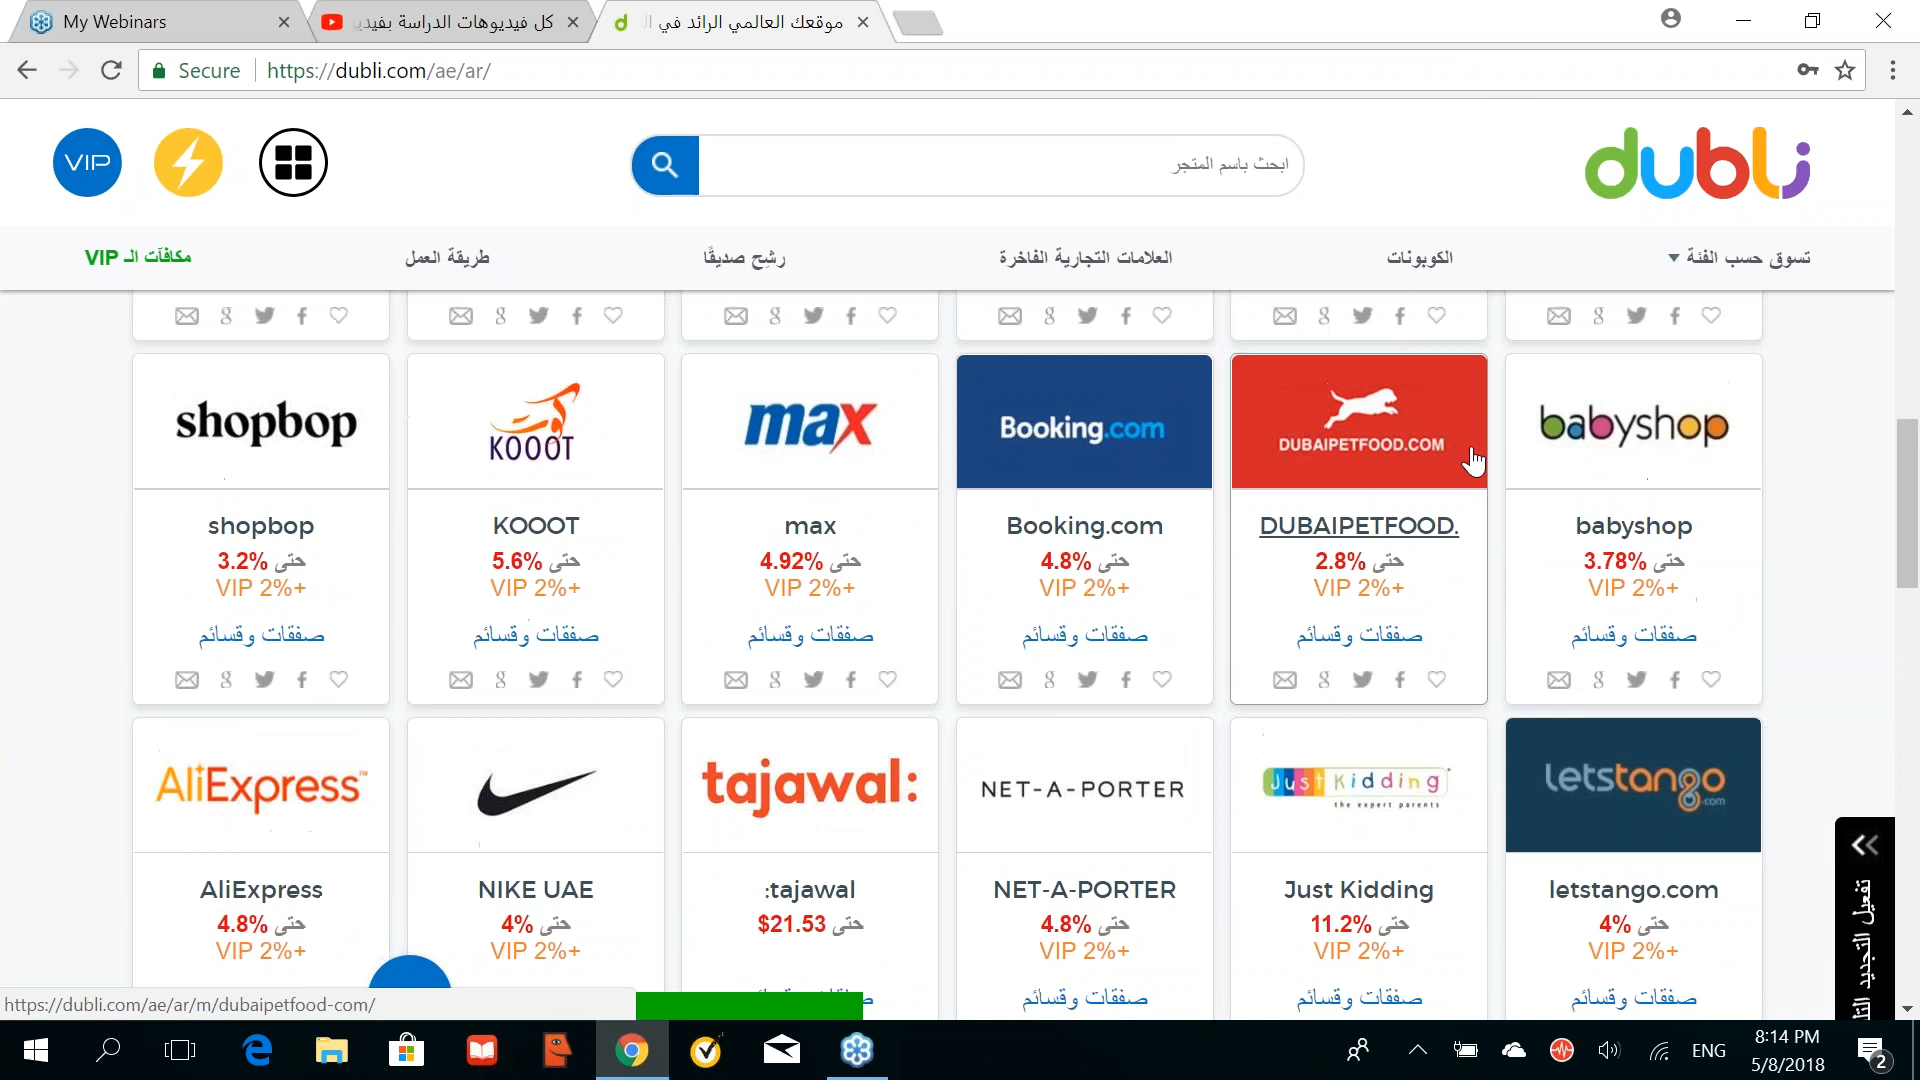 My Webinars
كل فيديوهات الدراسة بفيدي
موقعك العالمي الرائد في ال
Secure
https://dubli.com/ae/ar/
VIP
ابحث باسم المتجر
dubli
تسوق حسب الفئة
الكوبونات
العلامات التجارية الفاخرة
رشِح صديقًا
طريقة العمل
مكافآت الـ VIP
shopbop
كوت
KOOOT
max
Booking.com
DUBAIPETFOOD.COM
babyshop
shopbop
KOOOT
max
Booking.com
DUBAIPETFOOD.
babyshop
حتى 3.2%
حتى 5.6%
حتى 4.92%
حتى 4.8%
حتى 2.8%
حتى 3.78%
VIP 2%+
VIP 2%+
VIP 2%+
VIP 2%+
VIP 2%+
VIP 2%+
صفقات وقسائم
صفقات وقسائم
صفقات وقسائم
صفقات وقسائم
صفقات وقسائم
صفقات وقسائم
AliExpress™
tajawal:
NET-A-PORTER
Just Kidding
the expert parents
letstango
.com
AliExpress
NIKE UAE
:tajawal
NET-A-PORTER
Just Kidding
letstango.com
حتى 4.8%
حتى 4%
حتى $21.53
حتى 4.8%
حتى 11.2%
حتى 4%
VIP 2%+
VIP 2%+
VIP 2%+
VIP 2%+
VIP 2%+
صفقات وقسائم
صفقات وقسائم
صفقات وقسائم
تفعيل التجديد
https://dubli.com/ae/ar/m/dubaipetfood-com/
ENG
8:14 PM
5/8/2018
2